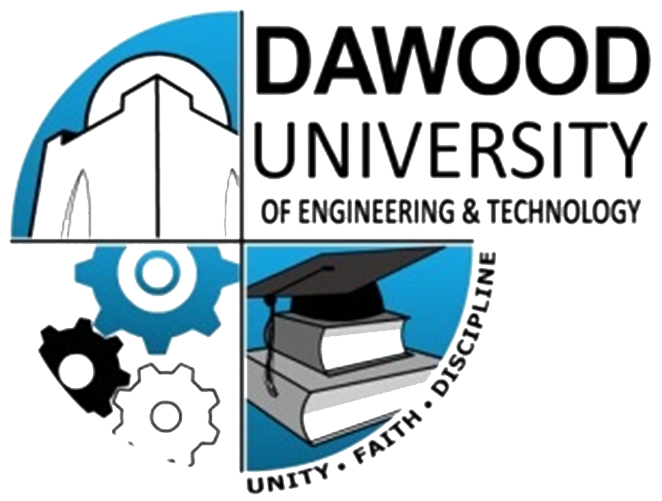 DAWOOD
UNIVERSITY
OF ENGINEERING & TECHNOLOGY
UNITY • FAITH • DISCIPLINE